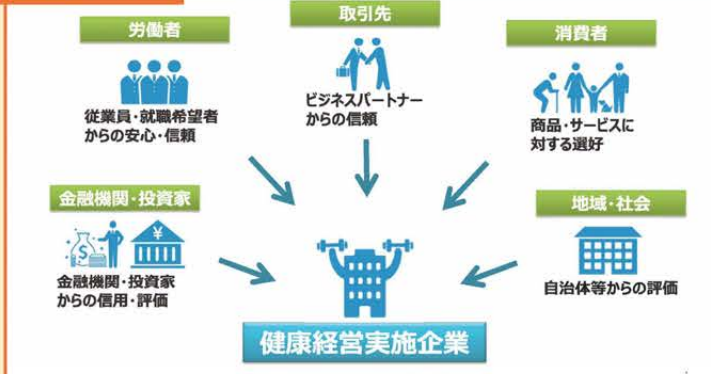 労働者
従業員・就職希望者
からの安心・信頼
取引先
ビジネスパートナー
からの信頼
消費者
商品・サービスに
対する選好
金融機関・投資家
$
¥
金融機関・投資家
からの信用・評価
地域・社会
自治体等からの評価
健康経営実施企業